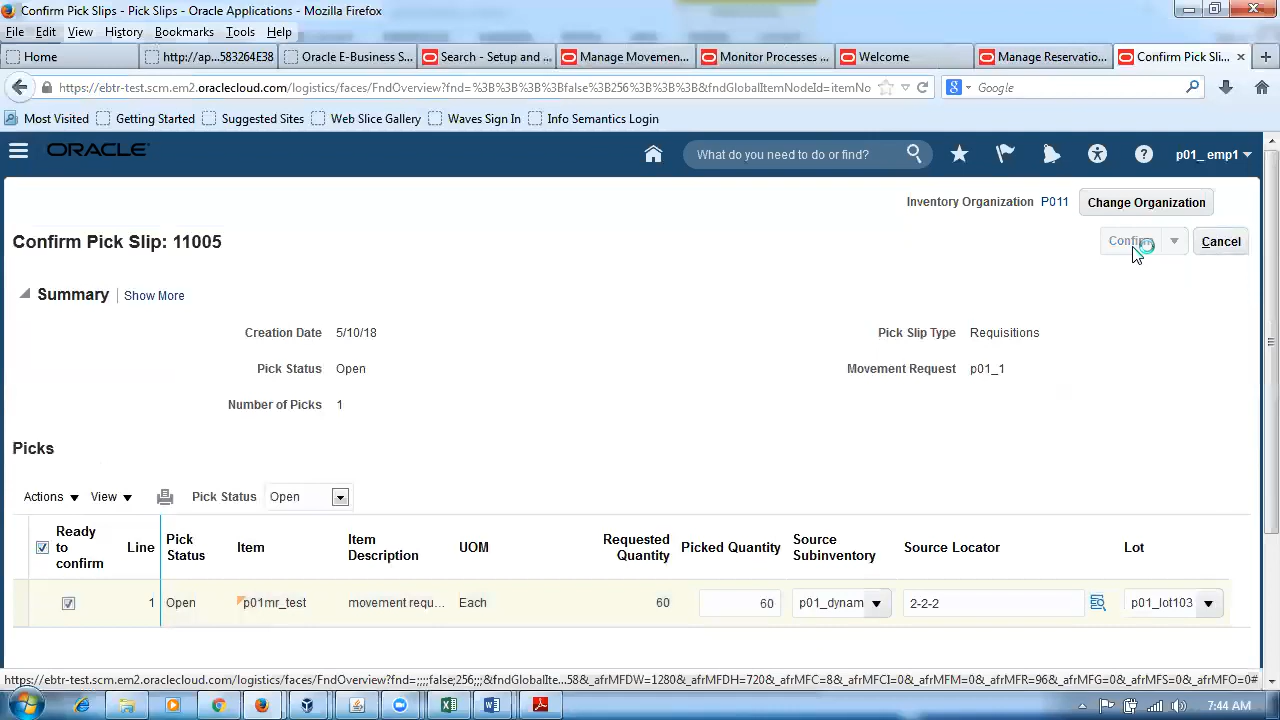 Confirm Pick Slips - Pick Slips - Oracle Applications - Mozilla Firefox
File Edit View History Bookmarks Tools Help
Home http://ap...583264E38 Oracle E-Business S... Search - Setup and ... Manage Movemen... Monitor Processes ... Welcome Manage Reservatio... Confirm Pick Sli...
https://ebtr-test.scm.em2.oraclecloud.com/logistics/faces/FndOverview?fnd=%3B%3B%3Bfalse%3B256%3B%3B%3B&fndGlobalItemNodeId=itemNo Google
Most Visited Getting Started Suggested Sites Web Slice Gallery Waves Sign In Info Semantics Location
ORACLE What do you need to do or find? p01_ emp1
Inventory Organization P011 Change Organization
Confirm Pick Slip: 11005 Confirm Cancel
Summary Show More
Creation Date 5/10/18 Pick Slip Type Requisitions
Pick Status Open Movement Request p01_1
Number of Picks 1
Picks
Actions View Pick Status Open
Ready to confirm Line Pick Status Item Item Description UOM Requested Quantity Picked Quantity Source Subinventory Source Locator Lot
1 Open p01mr_test movement requ... Each 60 60 p01_dynam 2-2-2 p01_lot103
https://ebtr-test.scm.em2.oraclecloud.com/logistics/faces/FndOverview?fnd=;;;;false;256;;;&fndGlobalIte...58&_afrMFDW=1280&_afrMFDH=720&_afrMFC=8&_afrMFCI=0&_afrMFM=0&_afrMFR=96&_afrMFG=0&_afrMFS=0&_afrMFO=0#
7:44 AM